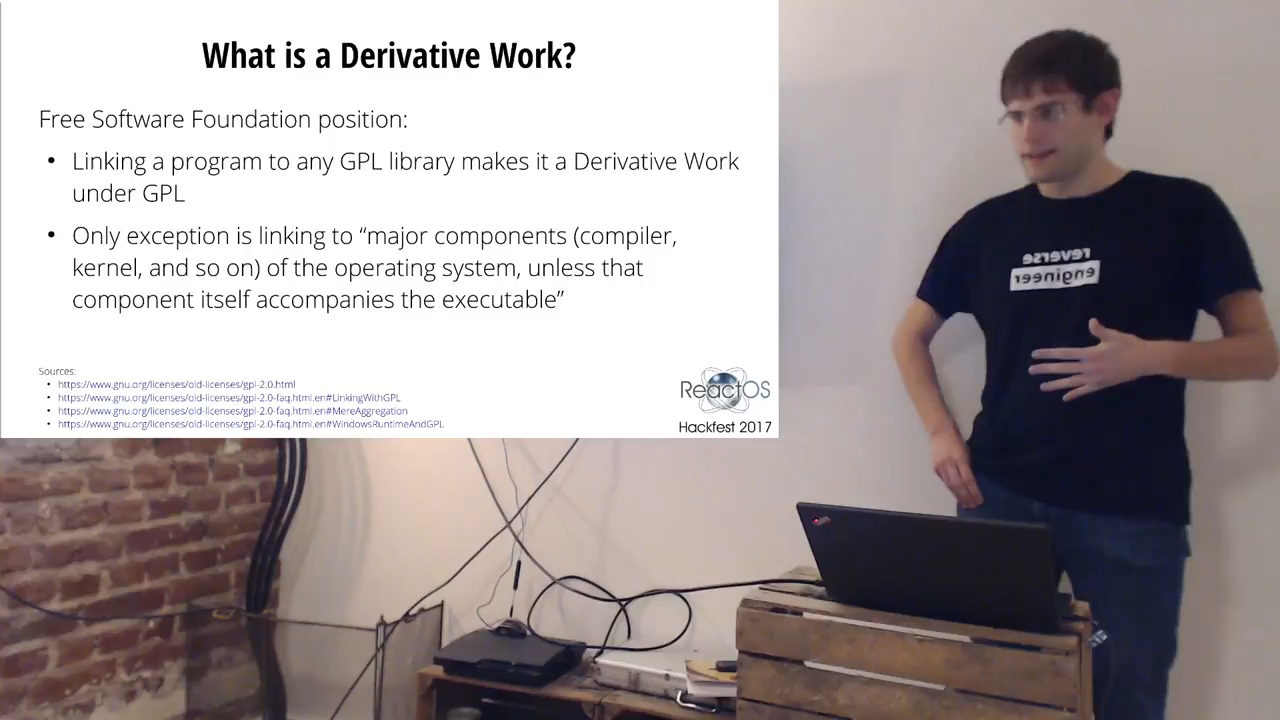 What is a Derivative Work?
Free Software Foundation position:
• Linking a program to any GPL library makes it a Derivative Work
under GPL
• Only exception is linking to “major components (compiler,
kernel, and so on) of the operating system, unless that
component itself accompanies the executable”
Sources:
• https://www.gnu.org/licenses/old-licenses/gpl-2.0.html
• https://www.gnu.org/licenses/old-licenses/gpl-2.0-faq.html.en#LinkingWithGPL
• https://www.gnu.org/licenses/old-licenses/gpl-2.0-faq.html.en#MereAggregation
• https://www.gnu.org/licenses/old-licenses/gpl-2.0-faq.html.en#WindowsRuntimeAndGPL
ReactOS
Hackfest 2017
reverse
engineer